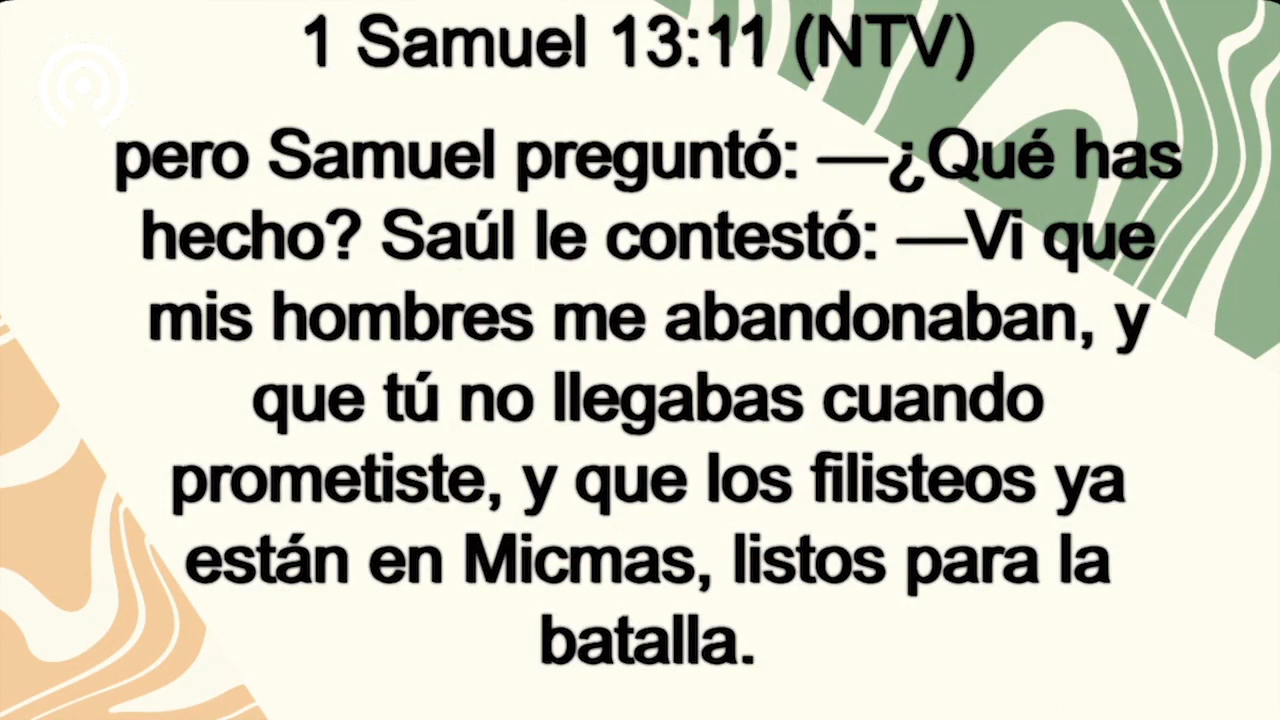 1 Samuel 13:11 (NTV)
pero Samuel preguntó: —¿Qué has
hecho? Saúl le contestó: —Vi que
mis hombres me abandonaban, y
que tú no llegabas cuando
prometiste, y que los filisteos ya
están en Micmas, listos para la
batalla.